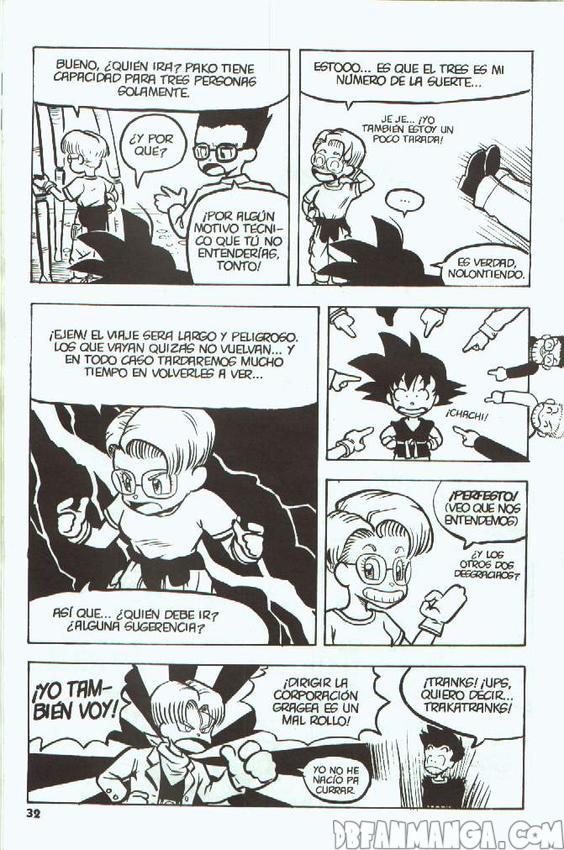 BUENO, ¿QUIÉN IRA? PAKO TIENE
CAPACIDAD PARA TRES PERSONAS
SOLAMENTE.
¿Y POR
QUÉ?
¡POR ALGÚN
MOTIVO TÉCNI-
CO QUE TÚ NO
ENTENDERÍAS,
TONTO!
ESTOOO... ES QUE EL TRES ES MI
NÚMERO DE LA SUERTE...
JE JE... ¡YO
TAMBIÉN ESTOY UN
POCO TARADA!
...
ES VERDAD,
NOLONTIENDO.
¡EJEM! EL VIAJE SERÁ LARGO Y PELIGROSO.
LOS QUE VAYAN QUIZAS NO VUELVAN... Y
EN TODO CASO TARDAREMOS MUCHO
TIEMPO EN VOLVERLES A VER...
ASÍ QUE... ¿QUIÉN DEBE IR?
¿ALGUNA SUGERENCIA?
¡CHACHI!
¡PERFESTO!
(VEO QUE NOS
ENTENDEMOS)
¿Y LOS
OTROS DOS
DESGRACIAOS?
¡YO TAM-
BIÉN VOY!
¡DIRIGIR LA
CORPORACIÓN
GRAGEA ES UN
MAL ROLLO!
YO NO HE
NACÍO PA
CURRAR
¡TRANKS! ¡UPS,
QUIERO DECIR...
TRAKATRANKS!
32
DBFANMANGA.COM